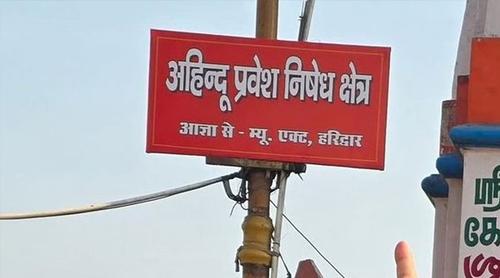 अहिन्दू प्रवेश निषेध क्षेत्र
आज्ञा से - म्यू. एक्ट, हरिद्वार